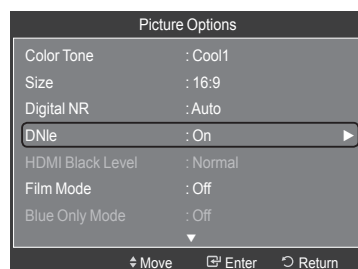 Picture Options
Color Tone : Cool1
Size : 16:9
Digital NR : Auto
DNIe : On
HDMI Black Level : Normal
Film Mode : Off
Blue Only Mode : Off
Move Enter Return